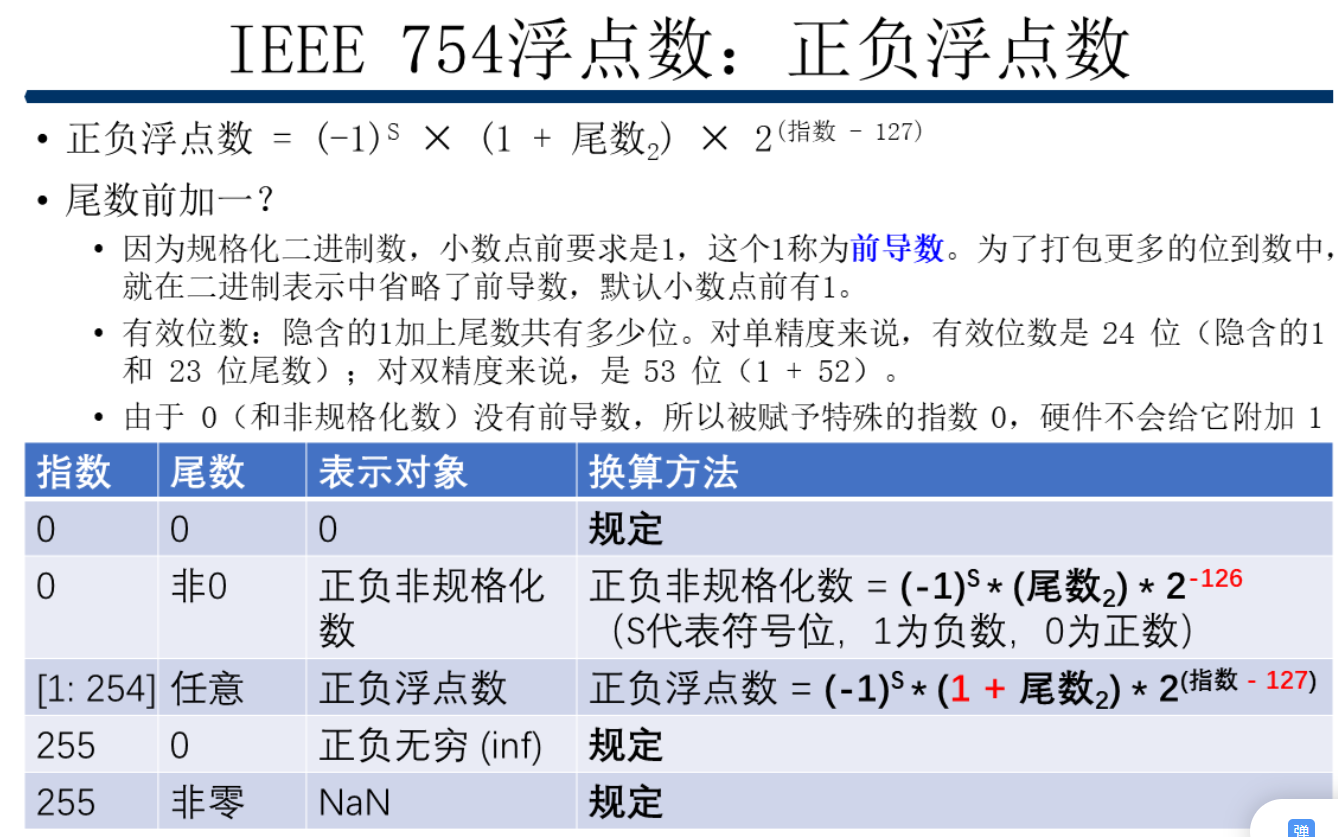 IEEE 754浮点数：正负浮点数
• 正负浮点数 = (-1)^S × (1 + 尾数₂) × 2^(指数 - 127)
• 尾数前加一？
• 因为规格化二进制数，小数点前要求是1，这个1称为前导数。为了打包更多的位到数中，
就在二进制表示中省略了前导数，默认小数点前有1。
• 有效位数：隐含的1加上尾数共有多少位。对单精度来说，有效位数是 24 位（隐含的1
和 23 位尾数）；对双精度来说，是 53 位（1 + 52）。
• 由于 0（和非规格化数）没有前导数，所以被赋予特殊的指数 0，硬件不会给它附加 1
指数 尾数 表示对象 换算方法
0 0 0 规定
0 非0 正负非规格化 正负非规格化数 = (-1)^S * (尾数₂) * 2^-126
数 （S代表符号位，1为负数，0为正数）
[1: 254] 任意 正负浮点数 正负浮点数 = (-1)^S * (1 + 尾数₂) * 2^(指数 - 127)
255 0 正负无穷 (inf) 规定
255 非零 NaN 规定
弹